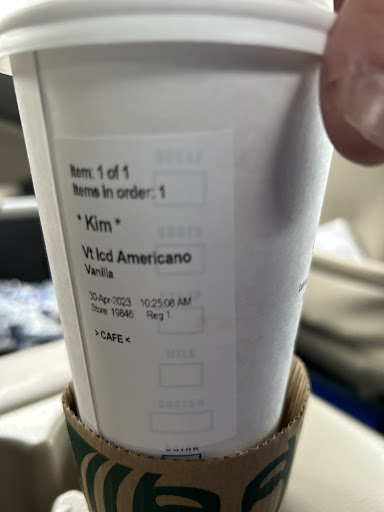 Item: 1 of 1
Items in order: 1
* Kim *
Vt Icd Americano
Vanilla
30-Apr-2023 10:25:08 AM
Store: 19846 Reg 1
> CAFE <
MILK